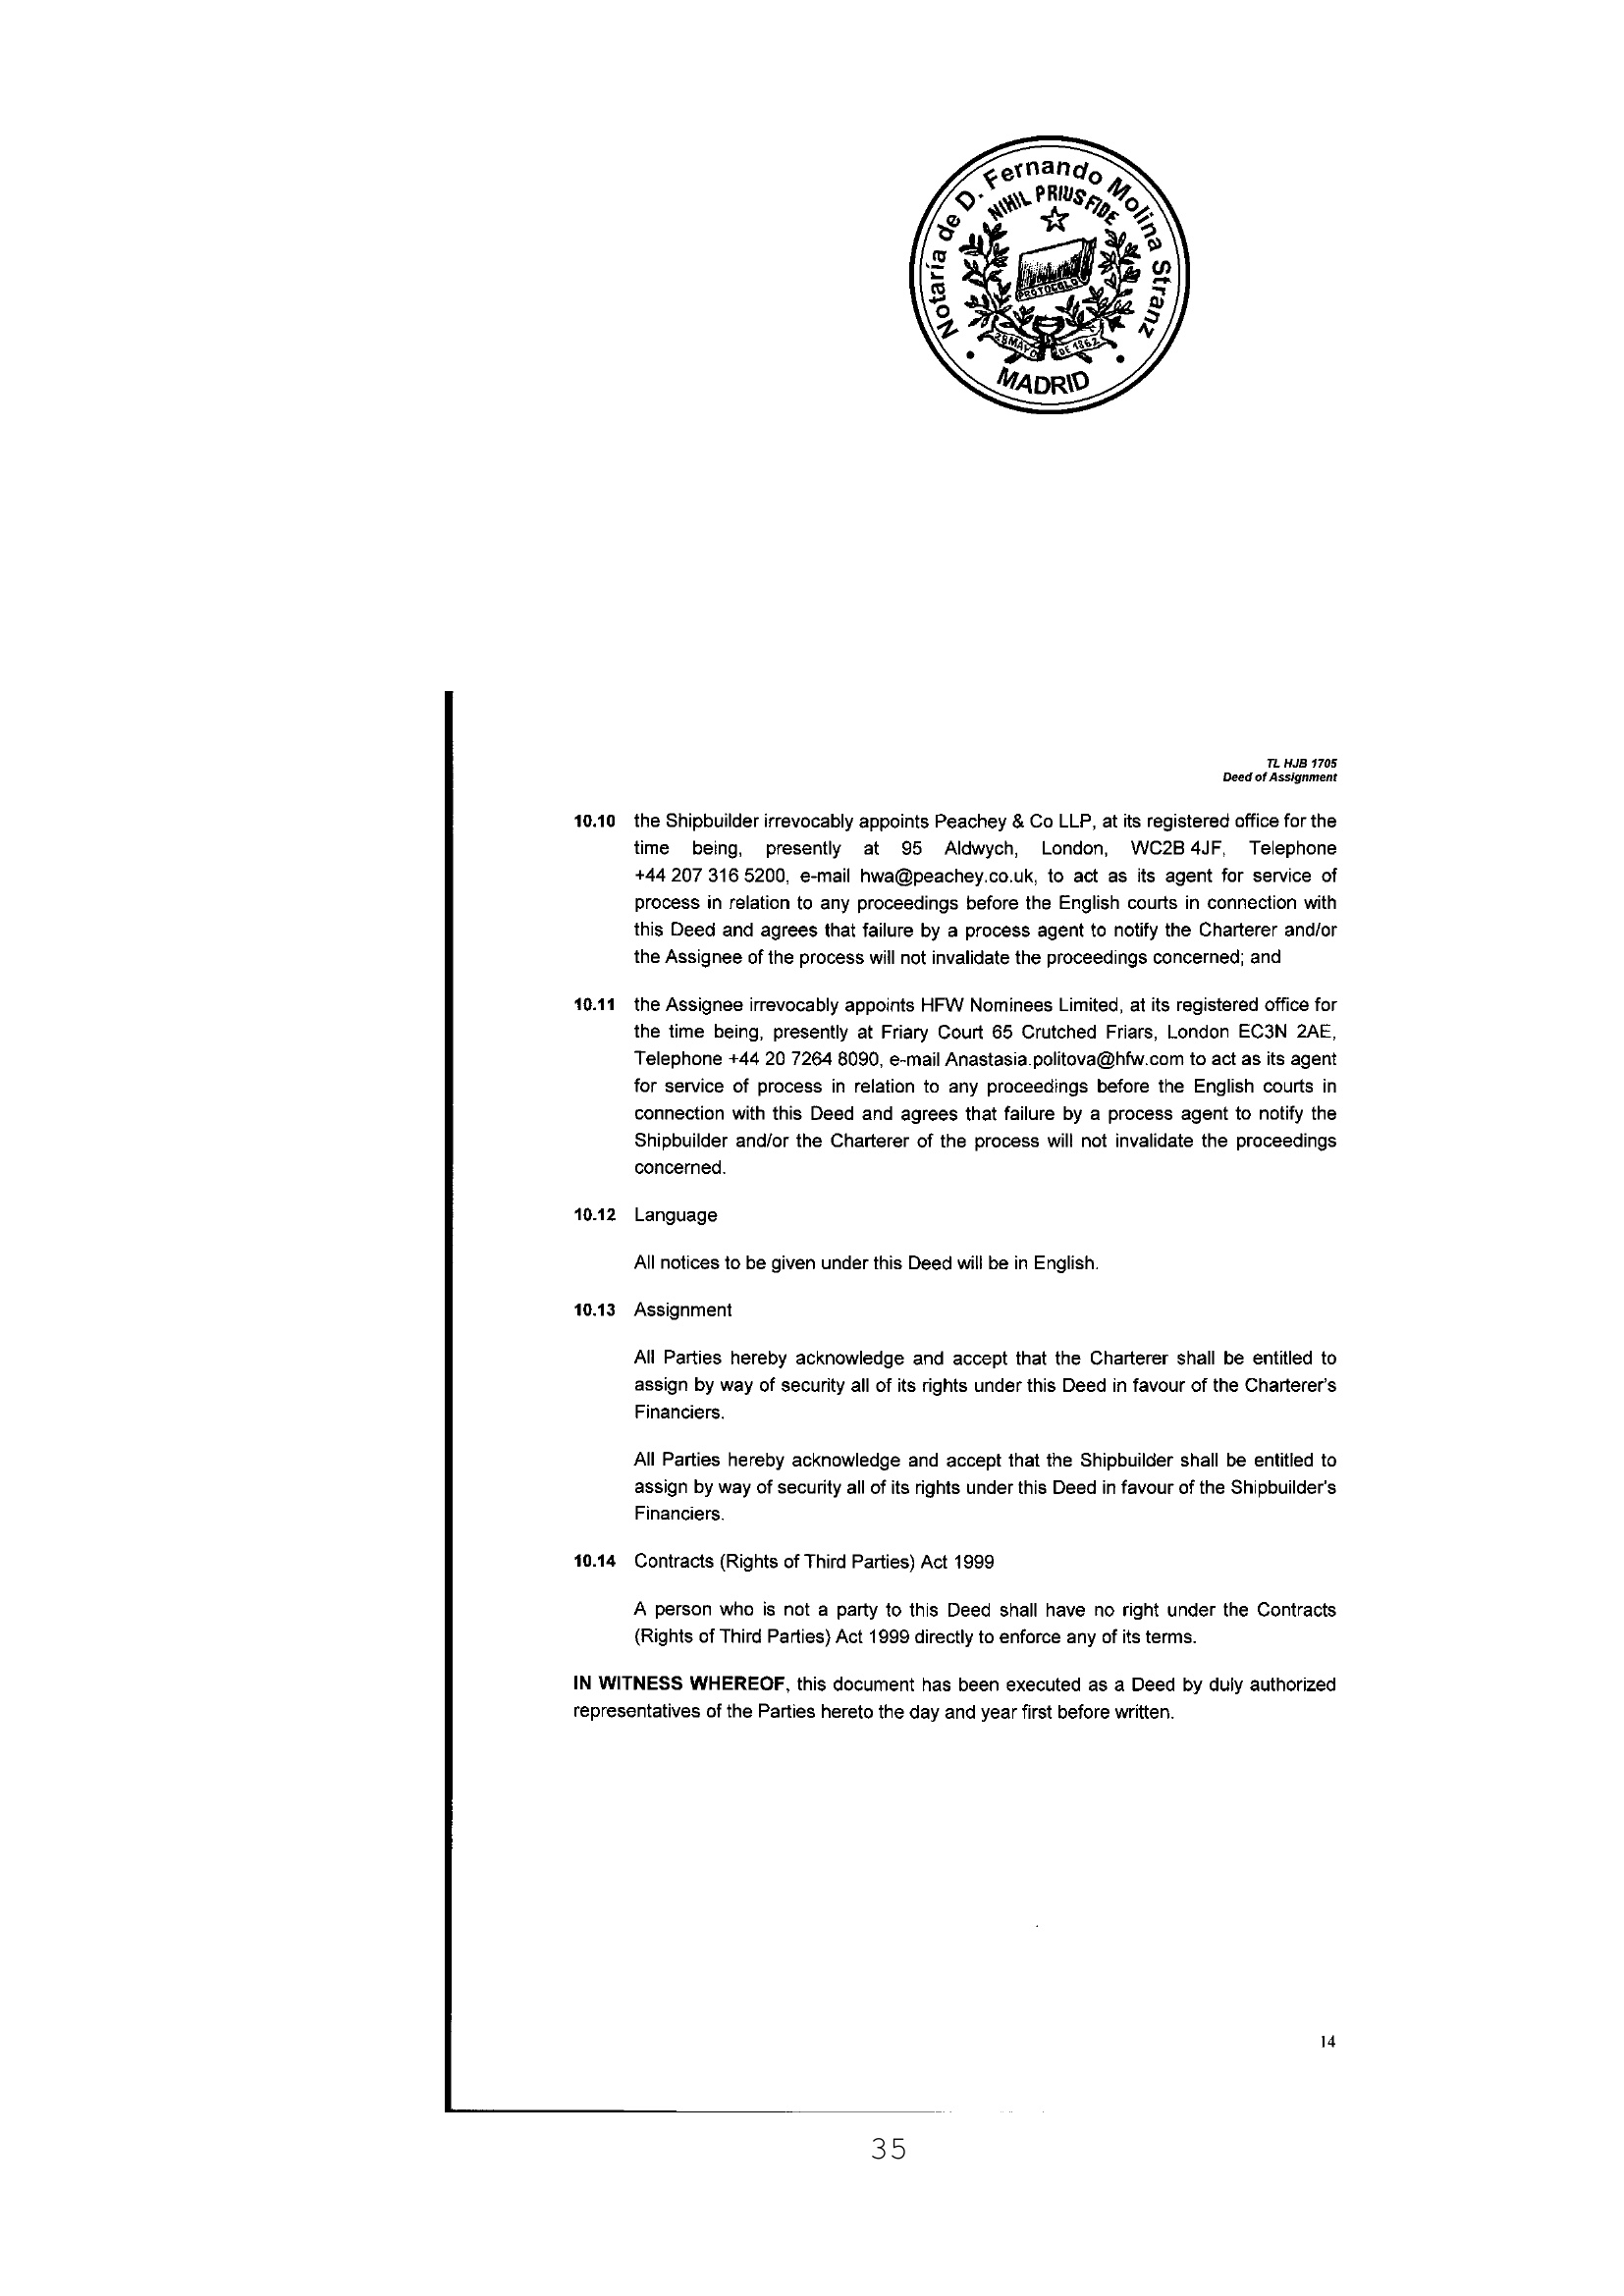 Notaría de D. Fernando Molina Stranz
NIHIL PRIUS FIDE
PROTOCOLO
28 MAYO DE 1862
MADRID
TL HJB 1705
Deed of Assignment
10.10 the Shipbuilder irrevocably appoints Peachey & Co LLP, at its registered office for the
time being, presently at 95 Aldwych, London, WC2B 4JF, Telephone
+44 207 316 5200, e-mail hwa@peachey.co.uk, to act as its agent for service of
process in relation to any proceedings before the English courts in connection with
this Deed and agrees that failure by a process agent to notify the Charterer and/or
the Assignee of the process will not invalidate the proceedings concerned; and
10.11 the Assignee irrevocably appoints HFW Nominees Limited, at its registered office for
the time being, presently at Friary Court 65 Crutched Friars, London EC3N 2AE,
Telephone +44 20 7264 8090, e-mail Anastasia.politova@hfw.com to act as its agent
for service of process in relation to any proceedings before the English courts in
connection with this Deed and agrees that failure by a process agent to notify the
Shipbuilder and/or the Charterer of the process will not invalidate the proceedings
concerned.
10.12 Language
All notices to be given under this Deed will be in English.
10.13 Assignment
All Parties hereby acknowledge and accept that the Charterer shall be entitled to
assign by way of security all of its rights under this Deed in favour of the Charterer's
Financiers.
All Parties hereby acknowledge and accept that the Shipbuilder shall be entitled to
assign by way of security all of its rights under this Deed in favour of the Shipbuilder's
Financiers.
10.14 Contracts (Rights of Third Parties) Act 1999
A person who is not a party to this Deed shall have no right under the Contracts
(Rights of Third Parties) Act 1999 directly to enforce any of its terms.
IN WITNESS WHEREOF, this document has been executed as a Deed by duly authorized
representatives of the Parties hereto the day and year first before written.
14
35